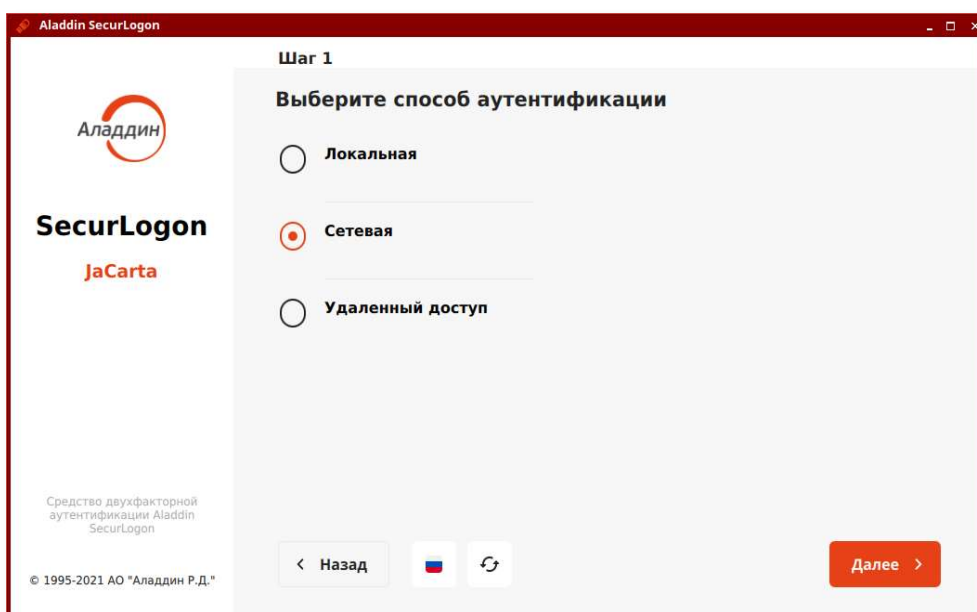 Aladdin SecurLogon
Шаг 1
Аладдин
SecurLogon
JaCarta
Средство двухфакторной
аутентификации Aladdin
SecurLogon
© 1995-2021 АО "Аладдин Р.Д."
Выберите способ аутентификации
Локальная
Сетевая
Удаленный доступ
Назад
Далее